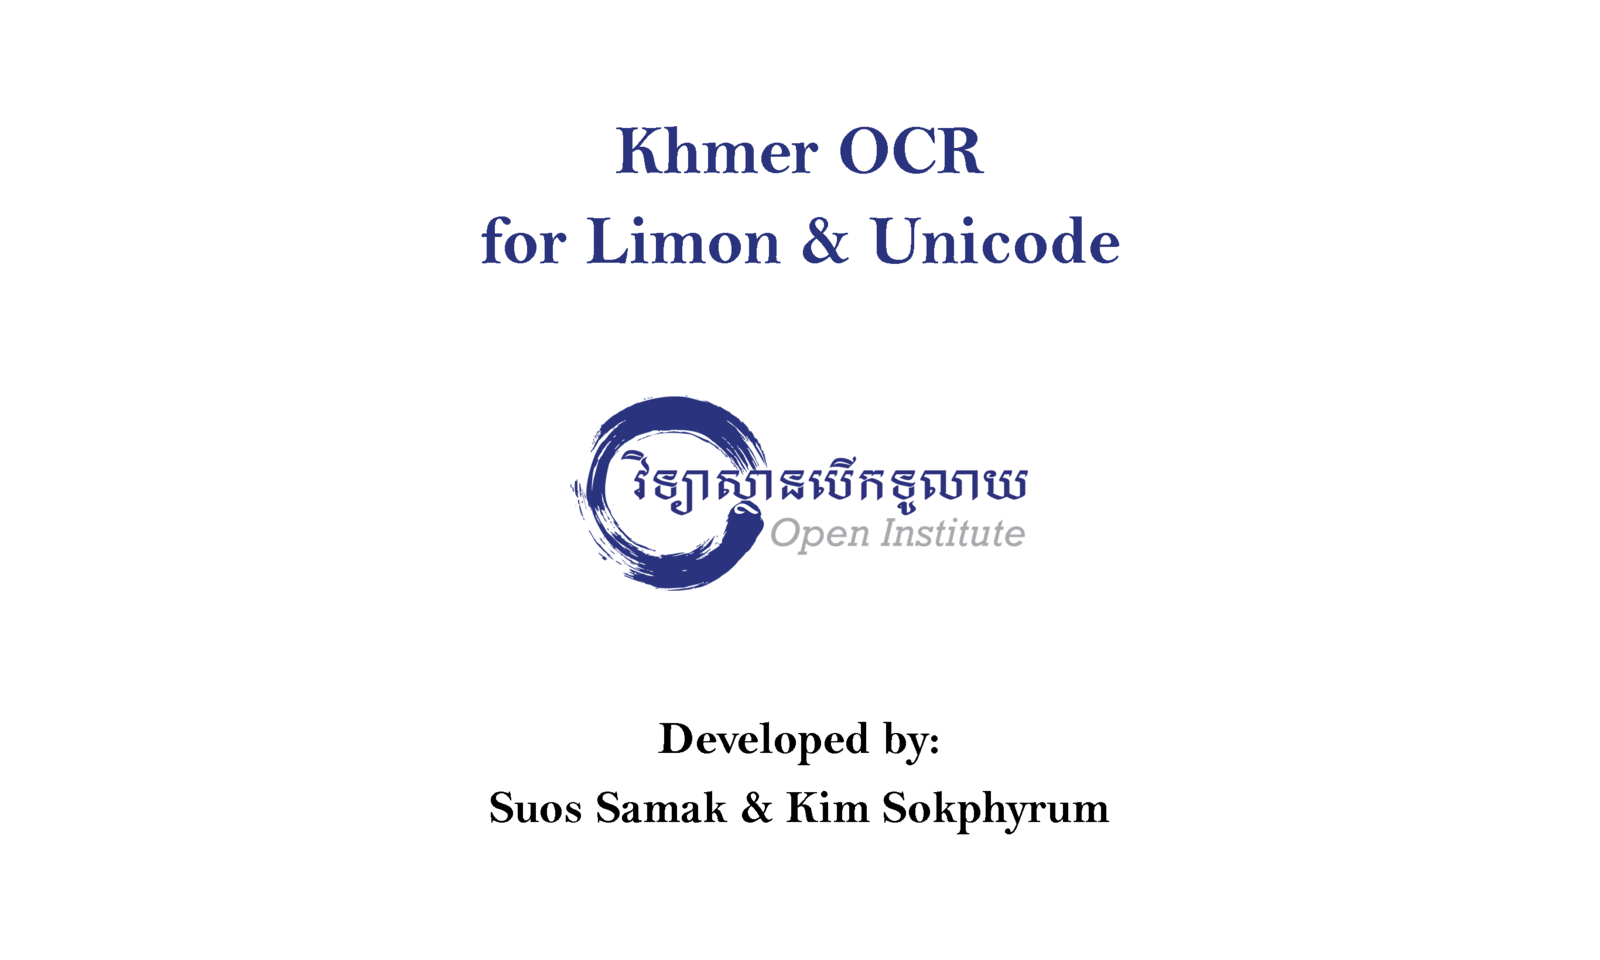 Khmer OCR
for Limon & Unicode
វិទ្យាស្ថានបើកទូលាយ
Open Institute
Developed by:
Suos Samak & Kim Sokphyrum